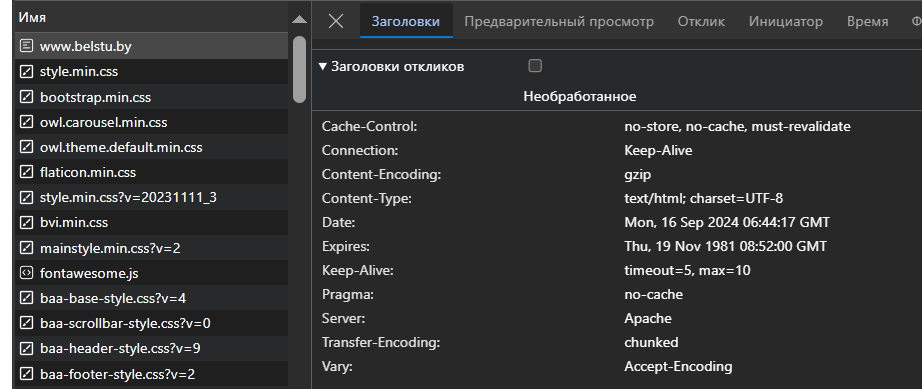 Имя
www.belstu.by
style.min.css
bootstrap.min.css
owl.carousel.min.css
owl.theme.default.min.css
flaticon.min.css
style.min.css?v=20231111_3
bvi.min.css
mainstyle.min.css?v=2
fontawesome.js
baa-base-style.css?v=4
baa-scrollbar-style.css?v=0
baa-header-style.css?v=9
baa-footer-style.css?v=2
Заголовки Предварительный просмотр Отклик Инициатор Время Ф
Заголовки откликов
Необработанное
Cache-Control: no-store, no-cache, must-revalidate
Connection: Keep-Alive
Content-Encoding: gzip
Content-Type: text/html; charset=UTF-8
Date: Mon, 16 Sep 2024 06:44:17 GMT
Expires: Thu, 19 Nov 1981 08:52:00 GMT
Keep-Alive: timeout=5, max=10
Pragma: no-cache
Server: Apache
Transfer-Encoding: chunked
Vary: Accept-Encoding